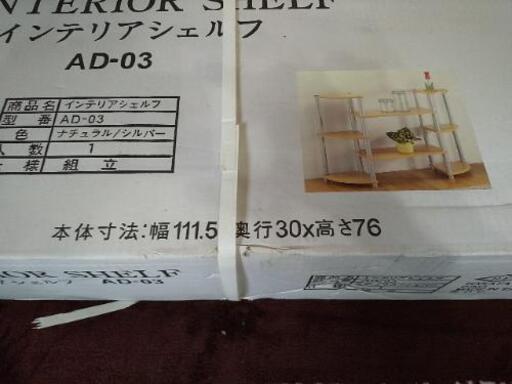 INTERIOR SHELF
インテリアシェルフ
AD-03
商品名 インテリアシェルフ
型番 AD-03
色 ナチュラル/シルバー
入数 1
仕様 組立
本体寸法:幅111.5 奥行30x高さ76
RIOR SHELF
アシェルフ AD-03